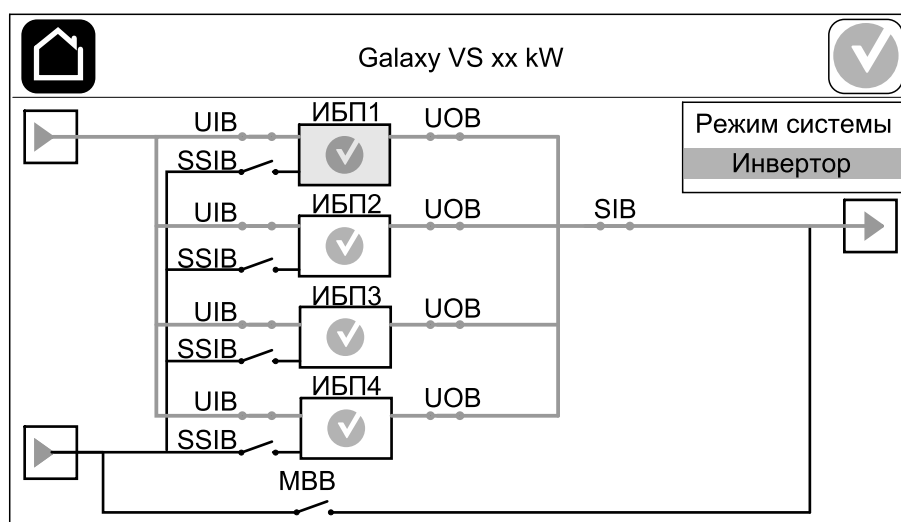 Galaxy VS xx kW
Режим системы
Инвертор
UIB ИБП1 UOB
SSIB
UIB ИБП2 UOB SIB
SSIB
UIB ИБП3 UOB
SSIB
UIB ИБП4 UOB
SSIB
MBB